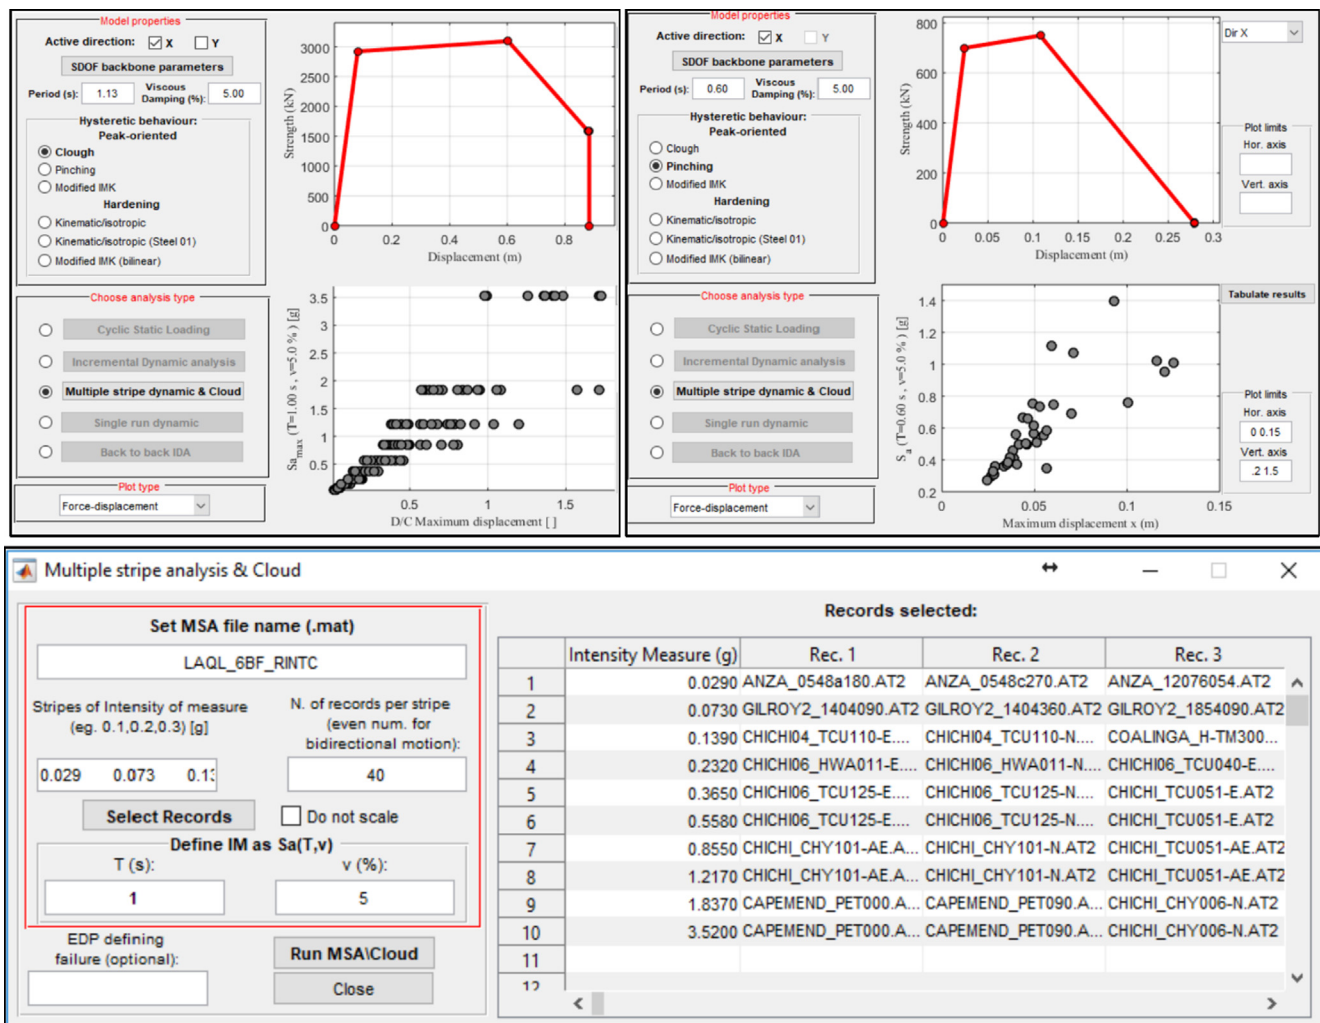 Model properties
Active direction: X Y
SDOF backbone parameters
Period (s): 1.13 Viscous Damping (%): 5.00
Hysteretic behaviour:
Peak-oriented
Clough
Pinching
Modified IMK
Hardening
Kinematic/isotropic
Kinematic/isotropic (Steel 01)
Modified IMK (bilinear)
Choose analysis type
Cyclic Static Loading
Incremental Dynamic analysis
Multiple stripe dynamic & Cloud
Single run dynamic
Back to back IDA
Plot type
Force-displacement
Strength (kN)
3000
2500
2000
1500
1000
500
0
0 0.2 0.4 0.6 0.8
Displacement (m)
Sa max (T=1.00 s , v=5.0 % ) [g]
3.5
3
2.5
2
1.5
1
0.5
0.5 1 1.5
D/C Maximum displacement [ ]
Model properties
Active direction: X Y
SDOF backbone parameters
Period (s): 0.60 Viscous Damping (%): 5.00
Hysteretic behaviour:
Peak-oriented
Clough
Pinching
Modified IMK
Hardening
Kinematic/isotropic
Kinematic/isotropic (Steel 01)
Modified IMK (bilinear)
Choose analysis type
Cyclic Static Loading
Incremental Dynamic analysis
Multiple stripe dynamic & Cloud
Single run dynamic
Back to back IDA
Plot type
Force-displacement
Strength (kN)
800
600
400
200
0
0 0.05 0.1 0.15 0.2 0.25 0.3
Displacement (m)
Sa (T=0.60 s , v=5.0 % ) [g]
1.4
1.2
1
0.8
0.6
0.4
0.2
0 0.05 0.1 0.15
Maximum displacement x (m)
Dir X
Plot limits
Hor. axis
Vert. axis
Tabulate results
Plot limits
Hor. axis
0 0.15
Vert. axis
.2 1.5
Multiple stripe analysis & Cloud
Set MSA file name (.mat)
LAQL_6BF_RINTC
Stripes of Intensity of measure
(eg. 0.1,0.2,0.3) [g]
0.029 0.073
N. of records per stripe
(even num. for
bidirectional motion):
40
Select Records
Do not scale
Define IM as Sa(T,v)
T (s): v (%):
1 5
EDP defining
failure (optional):
Run MSA\Cloud
Close
Records selected:
Intensity Measure (g) Rec. 1 Rec. 2 Rec. 3
1 0.0290 ANZA_0548a180.AT2 ANZA_0548c270.AT2 ANZA_12076054.AT2
2 0.0730 GILROY2_1404090.AT2 GILROY2_1404360.AT2 GILROY2_1854090.AT2
3 0.1390 CHICHI04_TCU110-E.... CHICHI04_TCU110-N.... COALINGA_H-TM300...
4 0.2320 CHICHI06_HWA011-E.... CHICHI06_HWA011-N.... CHICHI06_TCU040-E....
5 0.3650 CHICHI06_TCU125-E.... CHICHI06_TCU125-N.... CHICHI_TCU051-E.AT2
6 0.5580 CHICHI06_TCU125-E.... CHICHI06_TCU125-N.... CHICHI_TCU051-E.AT2
7 0.8550 CHICHI_CHY101-AE.A... CHICHI_CHY101-N.AT2 CHICHI_TCU051-AE.AT2
8 1.2170 CHICHI_CHY101-AE.A... CHICHI_CHY101-N.AT2 CHICHI_TCU051-AE.AT2
9 1.8370 CAPEMEND_PET000.A... CAPEMEND_PET090.A... CHICHI_CHY006-N.AT2
10 3.5200 CAPEMEND_PET000.A... CAPEMEND_PET090.A... CHICHI_CHY006-N.AT2
11
12